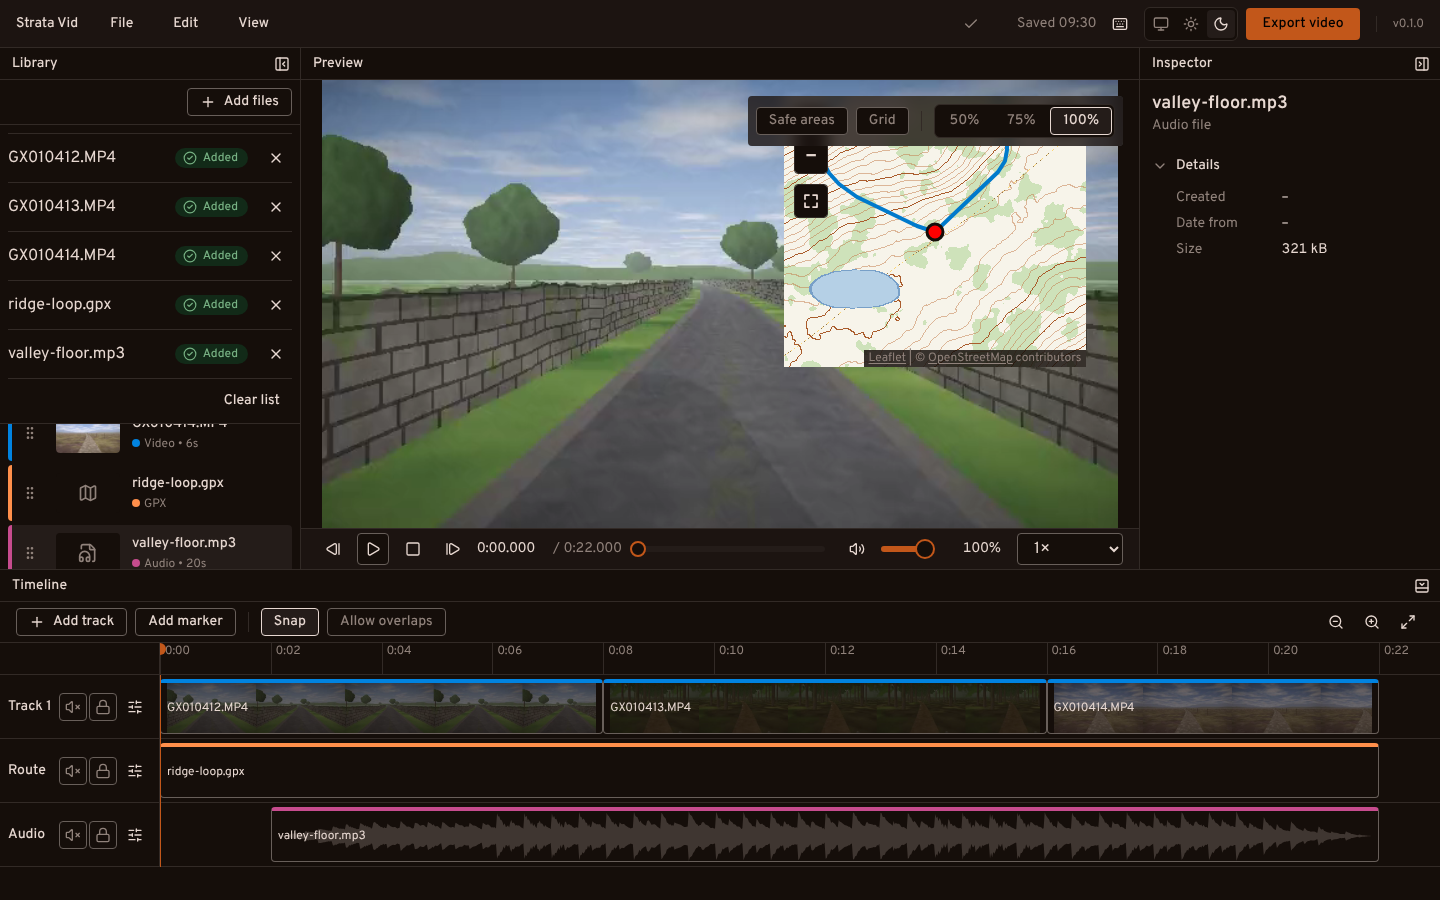 Strata Vid File Edit View Saved 09:30 Export video v0.1.0
Library Preview Inspector
Add files
Safe areas Grid 50% 75% 100%
valley-floor.mp3
Audio file
Details
Created –
Date from –
Size 321 kB
GX010412.MP4 Added
GX010413.MP4 Added
GX010414.MP4 Added
ridge-loop.gpx Added
valley-floor.mp3 Added
Leaflet | © OpenStreetMap contributors
Clear list
GX010414.MP4
Video • 6s
ridge-loop.gpx
GPX
valley-floor.mp3
Audio • 20s
0:00.000 / 0:22.000 100% 1×
Timeline
Add track Add marker Snap Allow overlaps
0:00 0:02 0:04 0:06 0:08 0:10 0:12 0:14 0:16 0:18 0:20 0:22
Track 1 GX010412.MP4 GX010413.MP4 GX010414.MP4
Route ridge-loop.gpx
Audio valley-floor.mp3